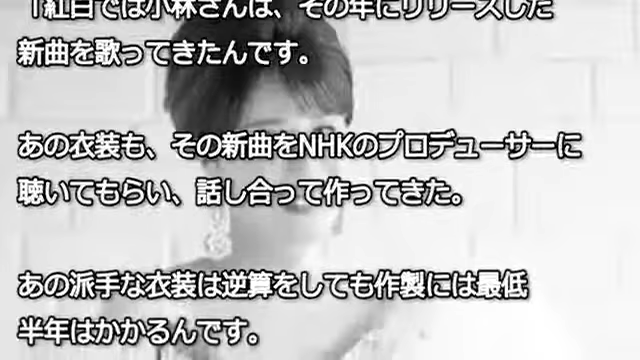 「紅白では小林さんは、その年にリリースした
新曲を歌ってきたんです。
あの衣装も、その新曲をNHKのプロデューサーに
聴いてもらい、話し合って作ってきた。
あの派手な衣装は逆算をしても作製には最低
半年はかかるんです。